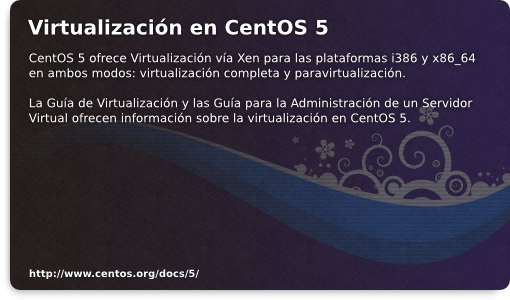 Virtualización en CentOS 5
CentOS 5 ofrece Virtualización vía Xen para las plataformas i386 y x86_64
en ambos modos: virtualización completa y paravirtualización.
La Guía de Virtualización y las Guía para la Administración de un Servidor
Virtual ofrecen información sobre la virtualización en CentOS 5.
http://www.centos.org/docs/5/